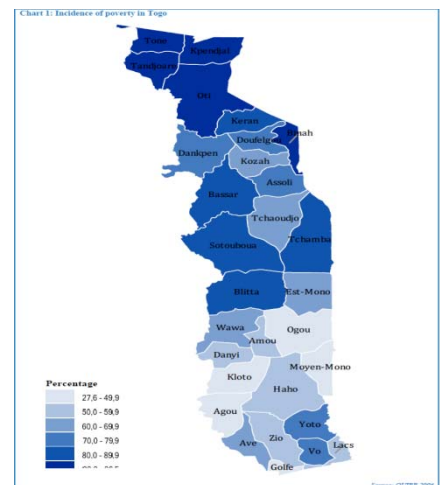 Chart 1: Incidence of poverty in Togo
Tone
Kpendjal
Tandjoern
Oti
Keran
Binah
Doufelgou
Dankpen
Kozah
Assoli
Bassar
Tchaoudjo
Sotouboua
Tchamba
Blitta
Est-Mono
Wawa
Ogou
Amou
Danyi
Moyen-Mono
Kloto
Haho
Percentage
27,6 - 49,9
50,0 - 59,9
60,0 - 69,9
70,0 - 79,9
80,0 - 89,9
Agou
Yoto
Zio
Ave
Vo
Lacs
Golfe